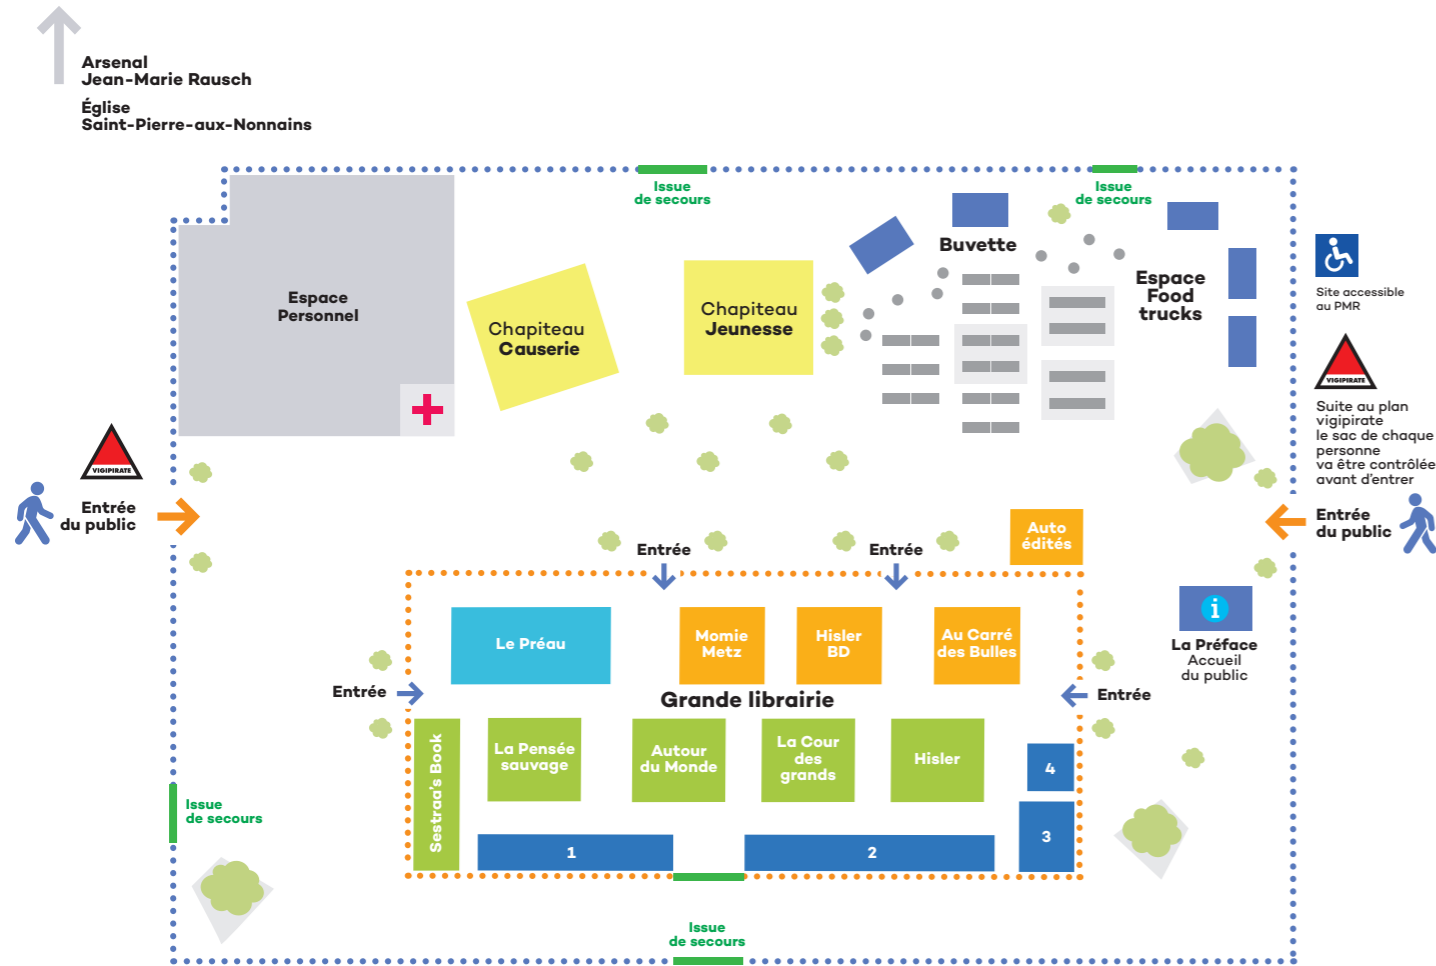 Arsenal
Jean-Marie Rausch
Église
Saint-Pierre-aux-Nonnains
Issue
de secours
Issue
de secours
Buvette
Espace
Food
trucks
Site accessible
au PMR
Espace
Personnel
Chapiteau
Causerie
Chapiteau
Jeunesse
VIGIPIRATE
Suite au plan
vigipirate
le sac de chaque
personne
va être contrôlée
avant d'entrer
VIGIPIRATE
Entrée
du public
Entrée
du public
Auto
édités
Entrée
Entrée
i
La Préface
Accueil
du public
Le Préau
Momie
Metz
Hisler
BD
Au Carré
des Bulles
Entrée
Grande librairie
Entrée
Sestraa's Book
La Pensée
sauvage
Autour
du Monde
La Cour
des
grands
Hisler
4
3
1
2
Issue
de secours
Issue
de secours